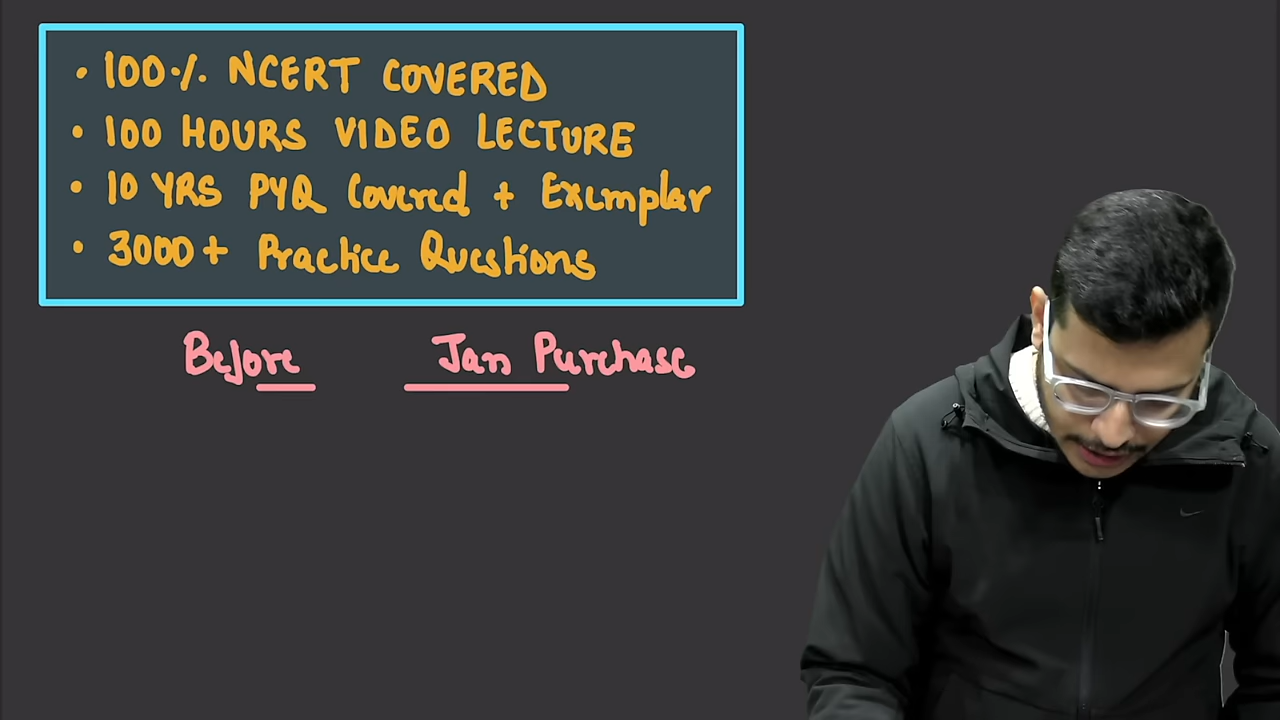 • 100% NCERT COVERED
• 100 HOURS VIDEO LECTURE
• 10 YRS PYQ Covered + Exemplar
• 3000+ Practice Questions
Before Jan Purchase